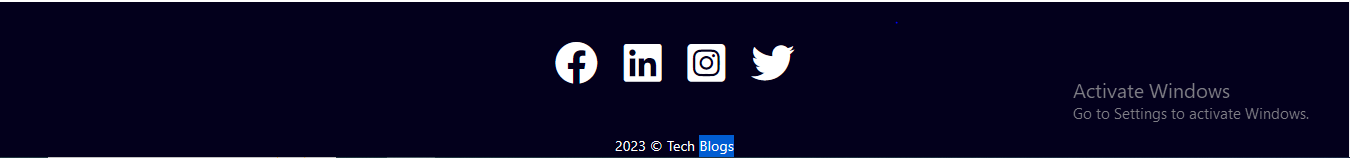 Activate Windows
Go to Settings to activate Windows.
2023 © Tech Blogs